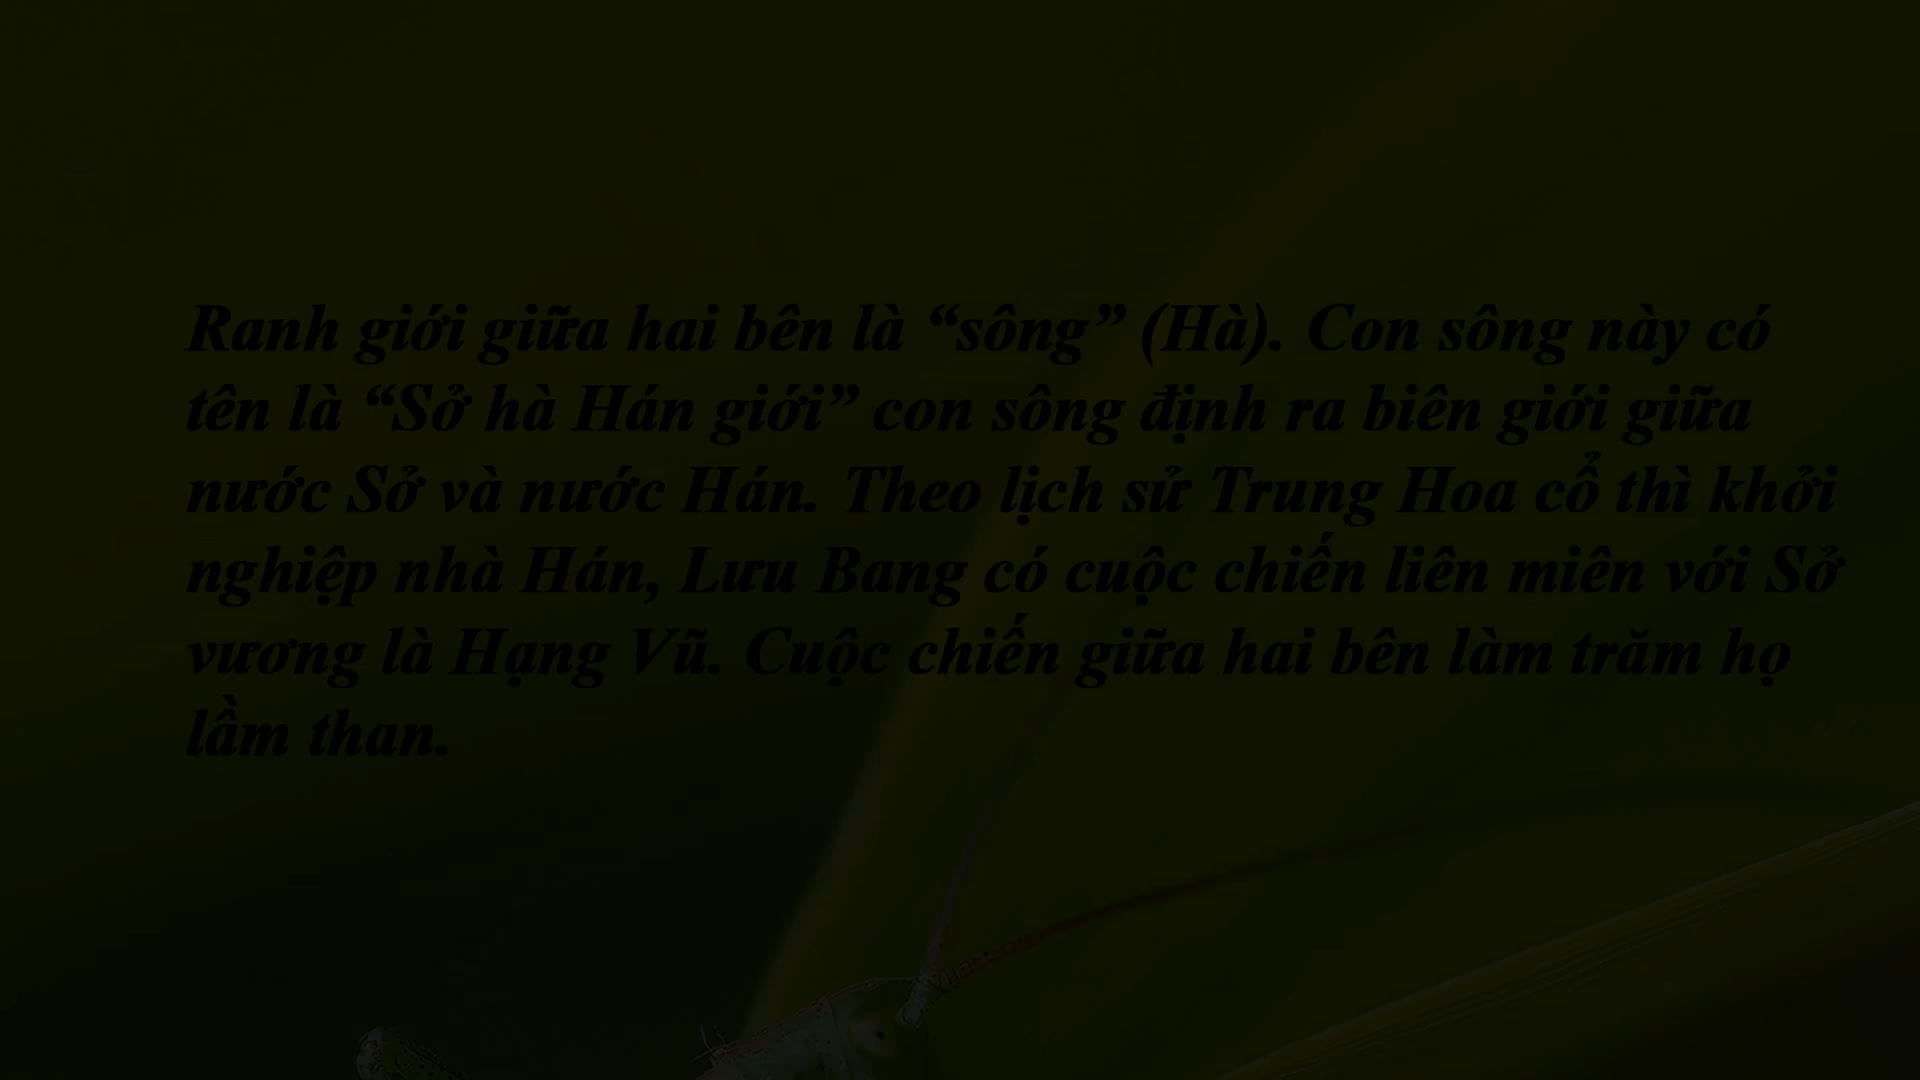 Ranh giới giữa hai bên là “sông” (Hà). Con sông này có
tên là “Sở hà Hán giới” con sông định ra biên giới giữa
nước Sở và nước Hán. Theo lịch sử Trung Hoa cổ thì khởi
nghiệp nhà Hán, Lưu Bang có cuộc chiến liên miên với Sở
vương là Hạng Vũ. Cuộc chiến giữa hai bên làm trăm họ
lầm than.